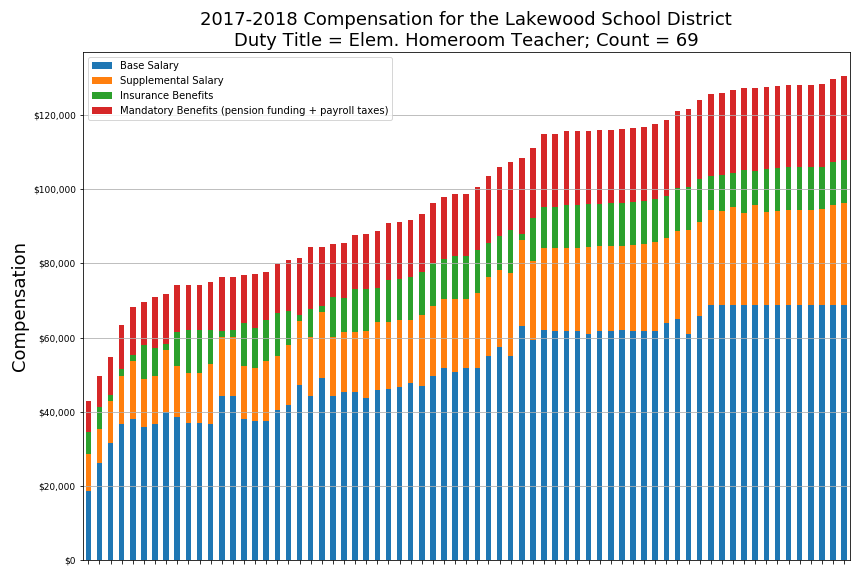 2017-2018 Compensation for the Lakewood School District
Duty Title = Elem. Homeroom Teacher; Count = 69
Base Salary
Supplemental Salary
Insurance Benefits
Mandatory Benefits (pension funding + payroll taxes)
$120,000
$100,000
$80,000
$60,000
$40,000
$20,000
$0
Compensation